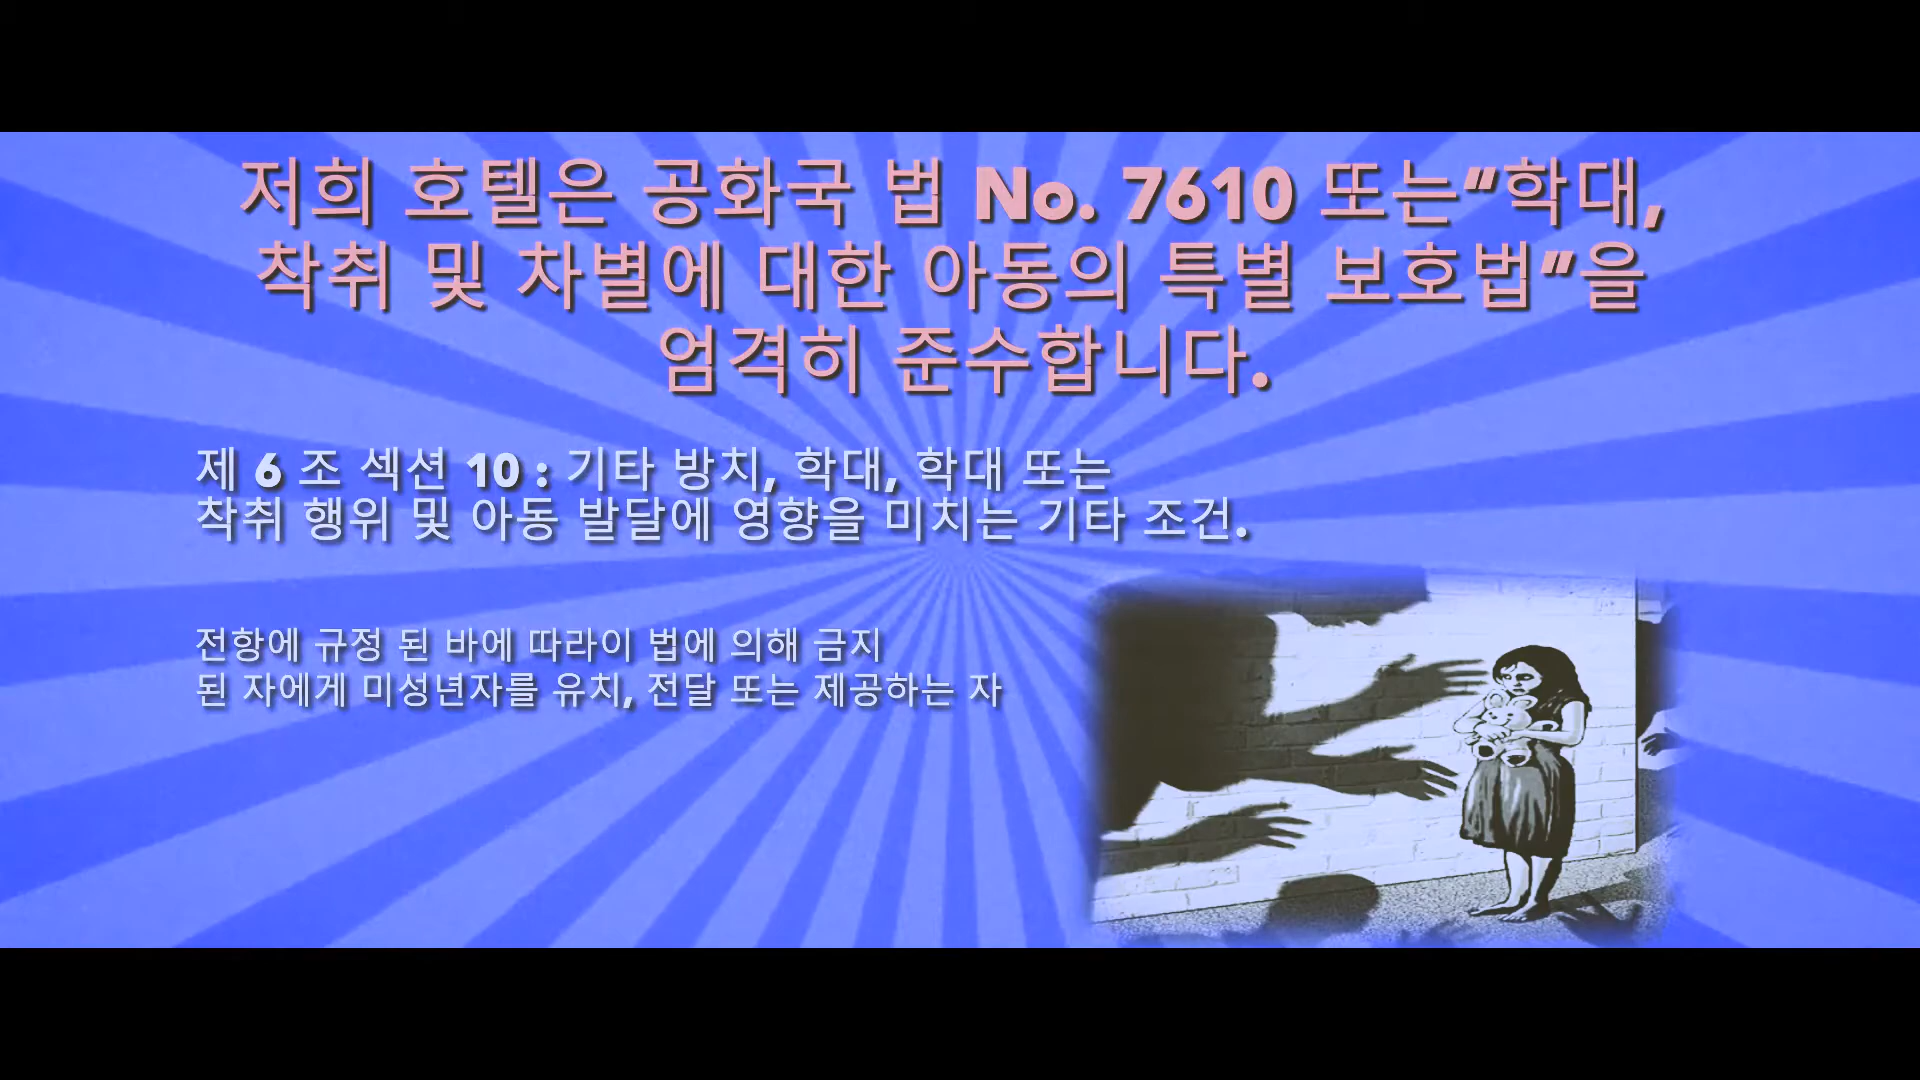 저희 호텔은 공화국 법 No. 7610 또는"학대,
착취 및 차별에 대한 아동의 특별 보호법"을
엄격히 준수합니다.
제 6 조 섹션 10 : 기타 방치, 학대, 학대 또는
착취 행위 및 아동 발달에 영향을 미치는 기타 조건.
전항에 규정 된 바에 따라이 법에 의해 금지
된 자에게 미성년자를 유치, 전달 또는 제공하는 자